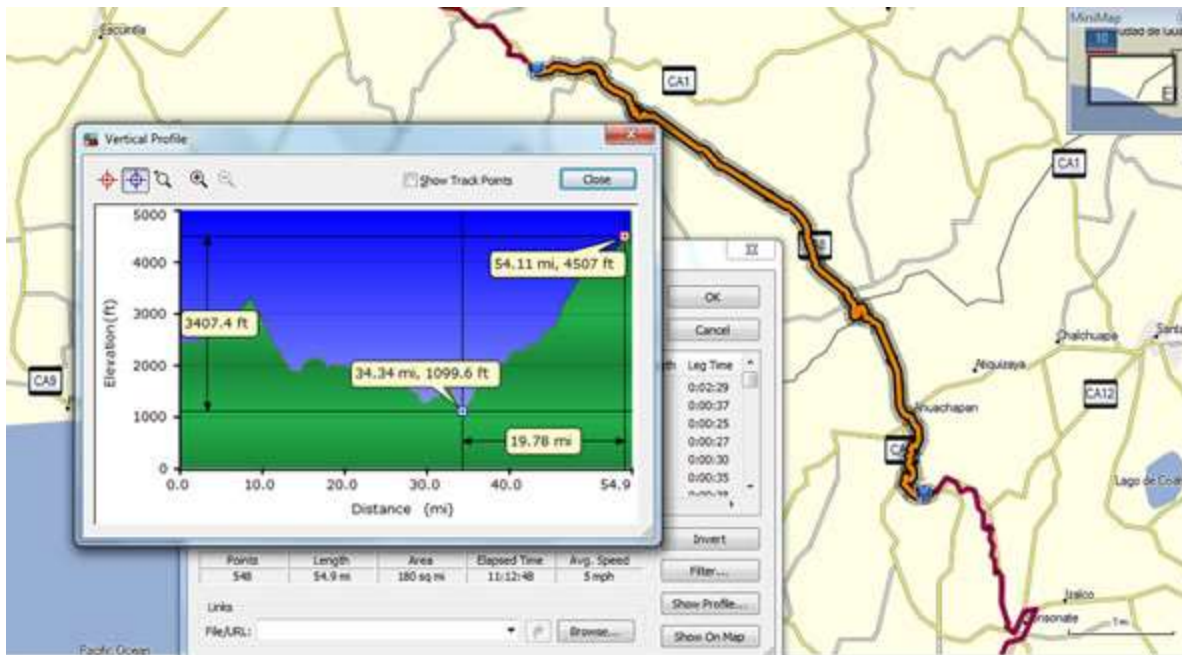 Escuintla
MiniMap
10
CA1
Vertical Profile
Show Track Points
Close
CA1
5000
4000
3000
2000
1000
0
Elevation(ft)
54.11 mi, 4507 ft
3407.4 ft
34.34 mi, 1099.6 ft
19.78 mi
0.0
10.0
20.0
30.0
40.0
54.9
Distance (mi)
OK
Cancel
Leg Time
0:02:29
0:00:37
0:00:25
0:00:27
0:00:30
0:00:35
Invert
Filter...
Show Profile...
Show On Map
Points Length Area Elapsed Time Avg. Speed
548 54.9 mi 180 sq mi 11:12:48 5 mph
Links
File/URL:
Browse...
CA9
Chalchuapa
Santa
Atiquizaya
CA12
Ahuachapan
Lago de Coat
Izalco
Sonsonate
Pacific Ocean